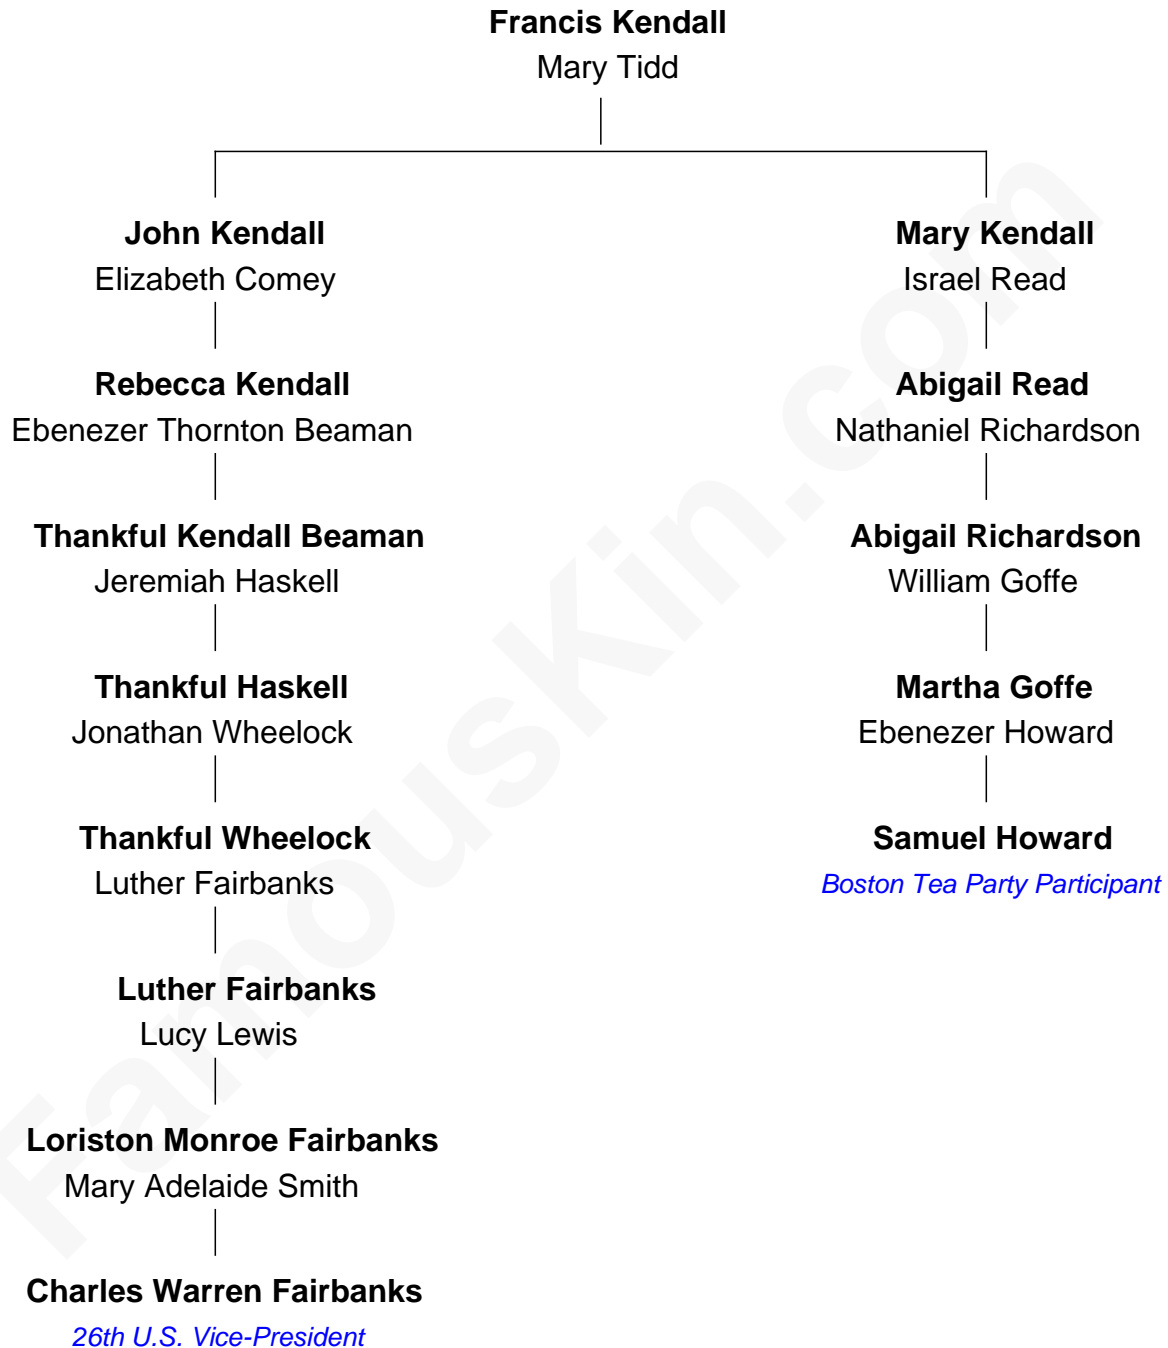 Francis Kendall
Mary Tidd
John Kendall
Elizabeth Comey
Rebecca Kendall
Ebenezer Thornton Beaman
Thankful Kendall Beaman
Jeremiah Haskell
Thankful Haskell
Jonathan Wheelock
Thankful Wheelock
Luther Fairbanks
Luther Fairbanks
Lucy Lewis
Loriston Monroe Fairbanks
Mary Adelaide Smith
Charles Warren Fairbanks
26th U.S. Vice-President
Mary Kendall
Israel Read
Abigail Read
Nathaniel Richardson
Abigail Richardson
William Goffe
Martha Goffe
Ebenezer Howard
Samuel Howard
Boston Tea Party Participant
FamousKin.com